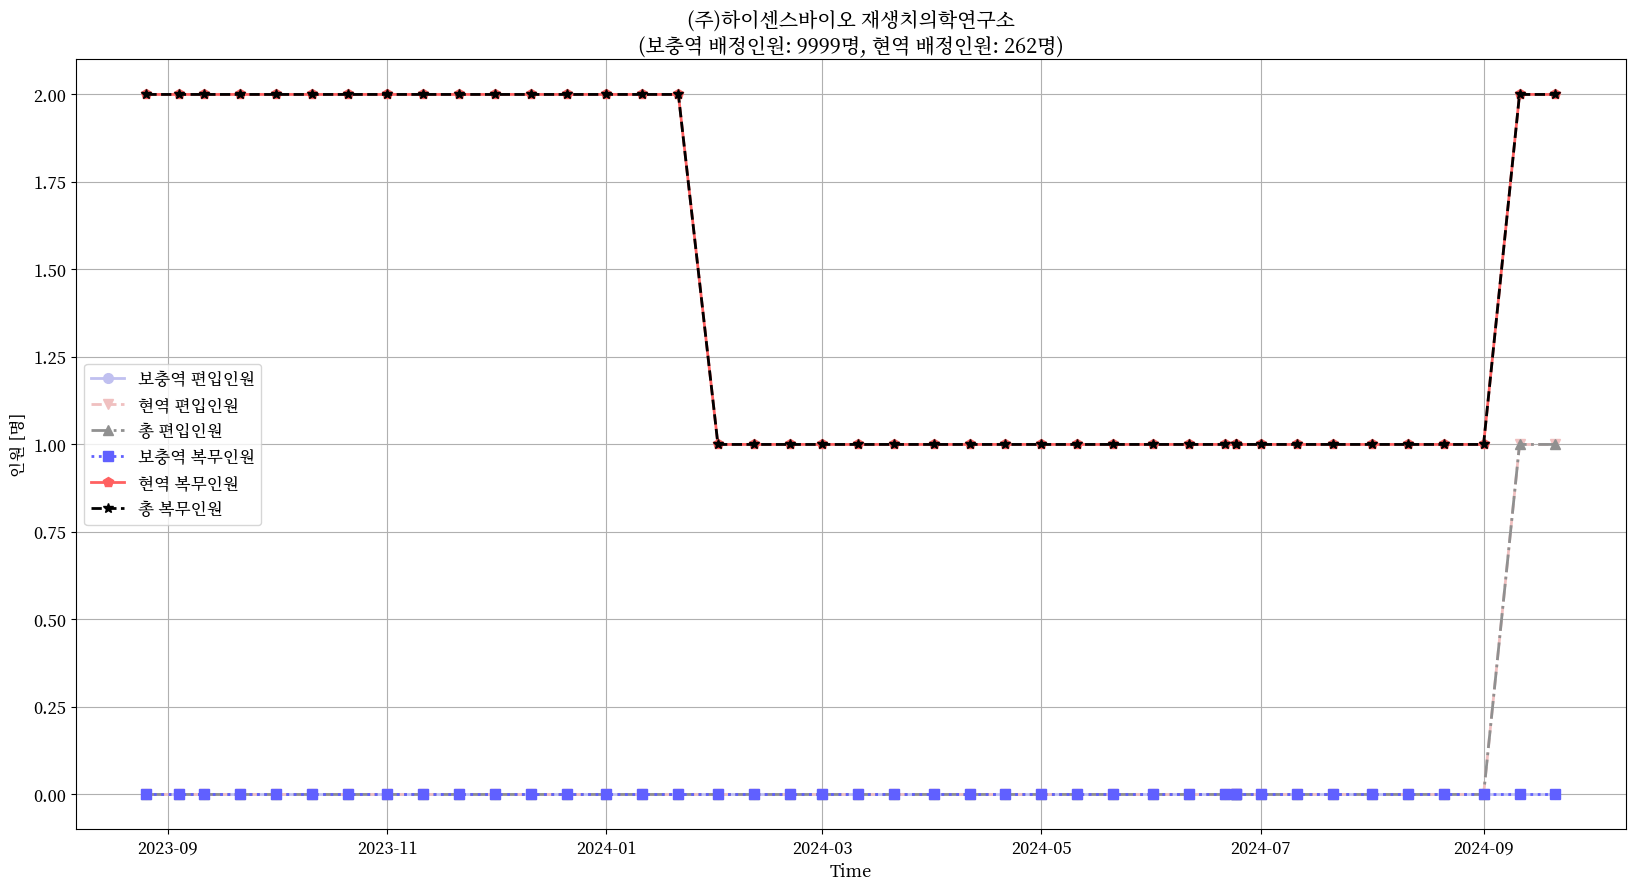 (주)하이센스바이오 재생치의학연구소
(보충역 배정인원: 9999명, 현역 배정인원: 262명)
2.00
1.75
1.50
1.25
1.00
0.75
0.50
0.25
0.00
인원 [명]
보충역 편입인원
현역 편입인원
총 편입인원
보충역 복무인원
현역 복무인원
총 복무인원
2023-09 2023-11 2024-01 2024-03 2024-05 2024-07 2024-09
Time